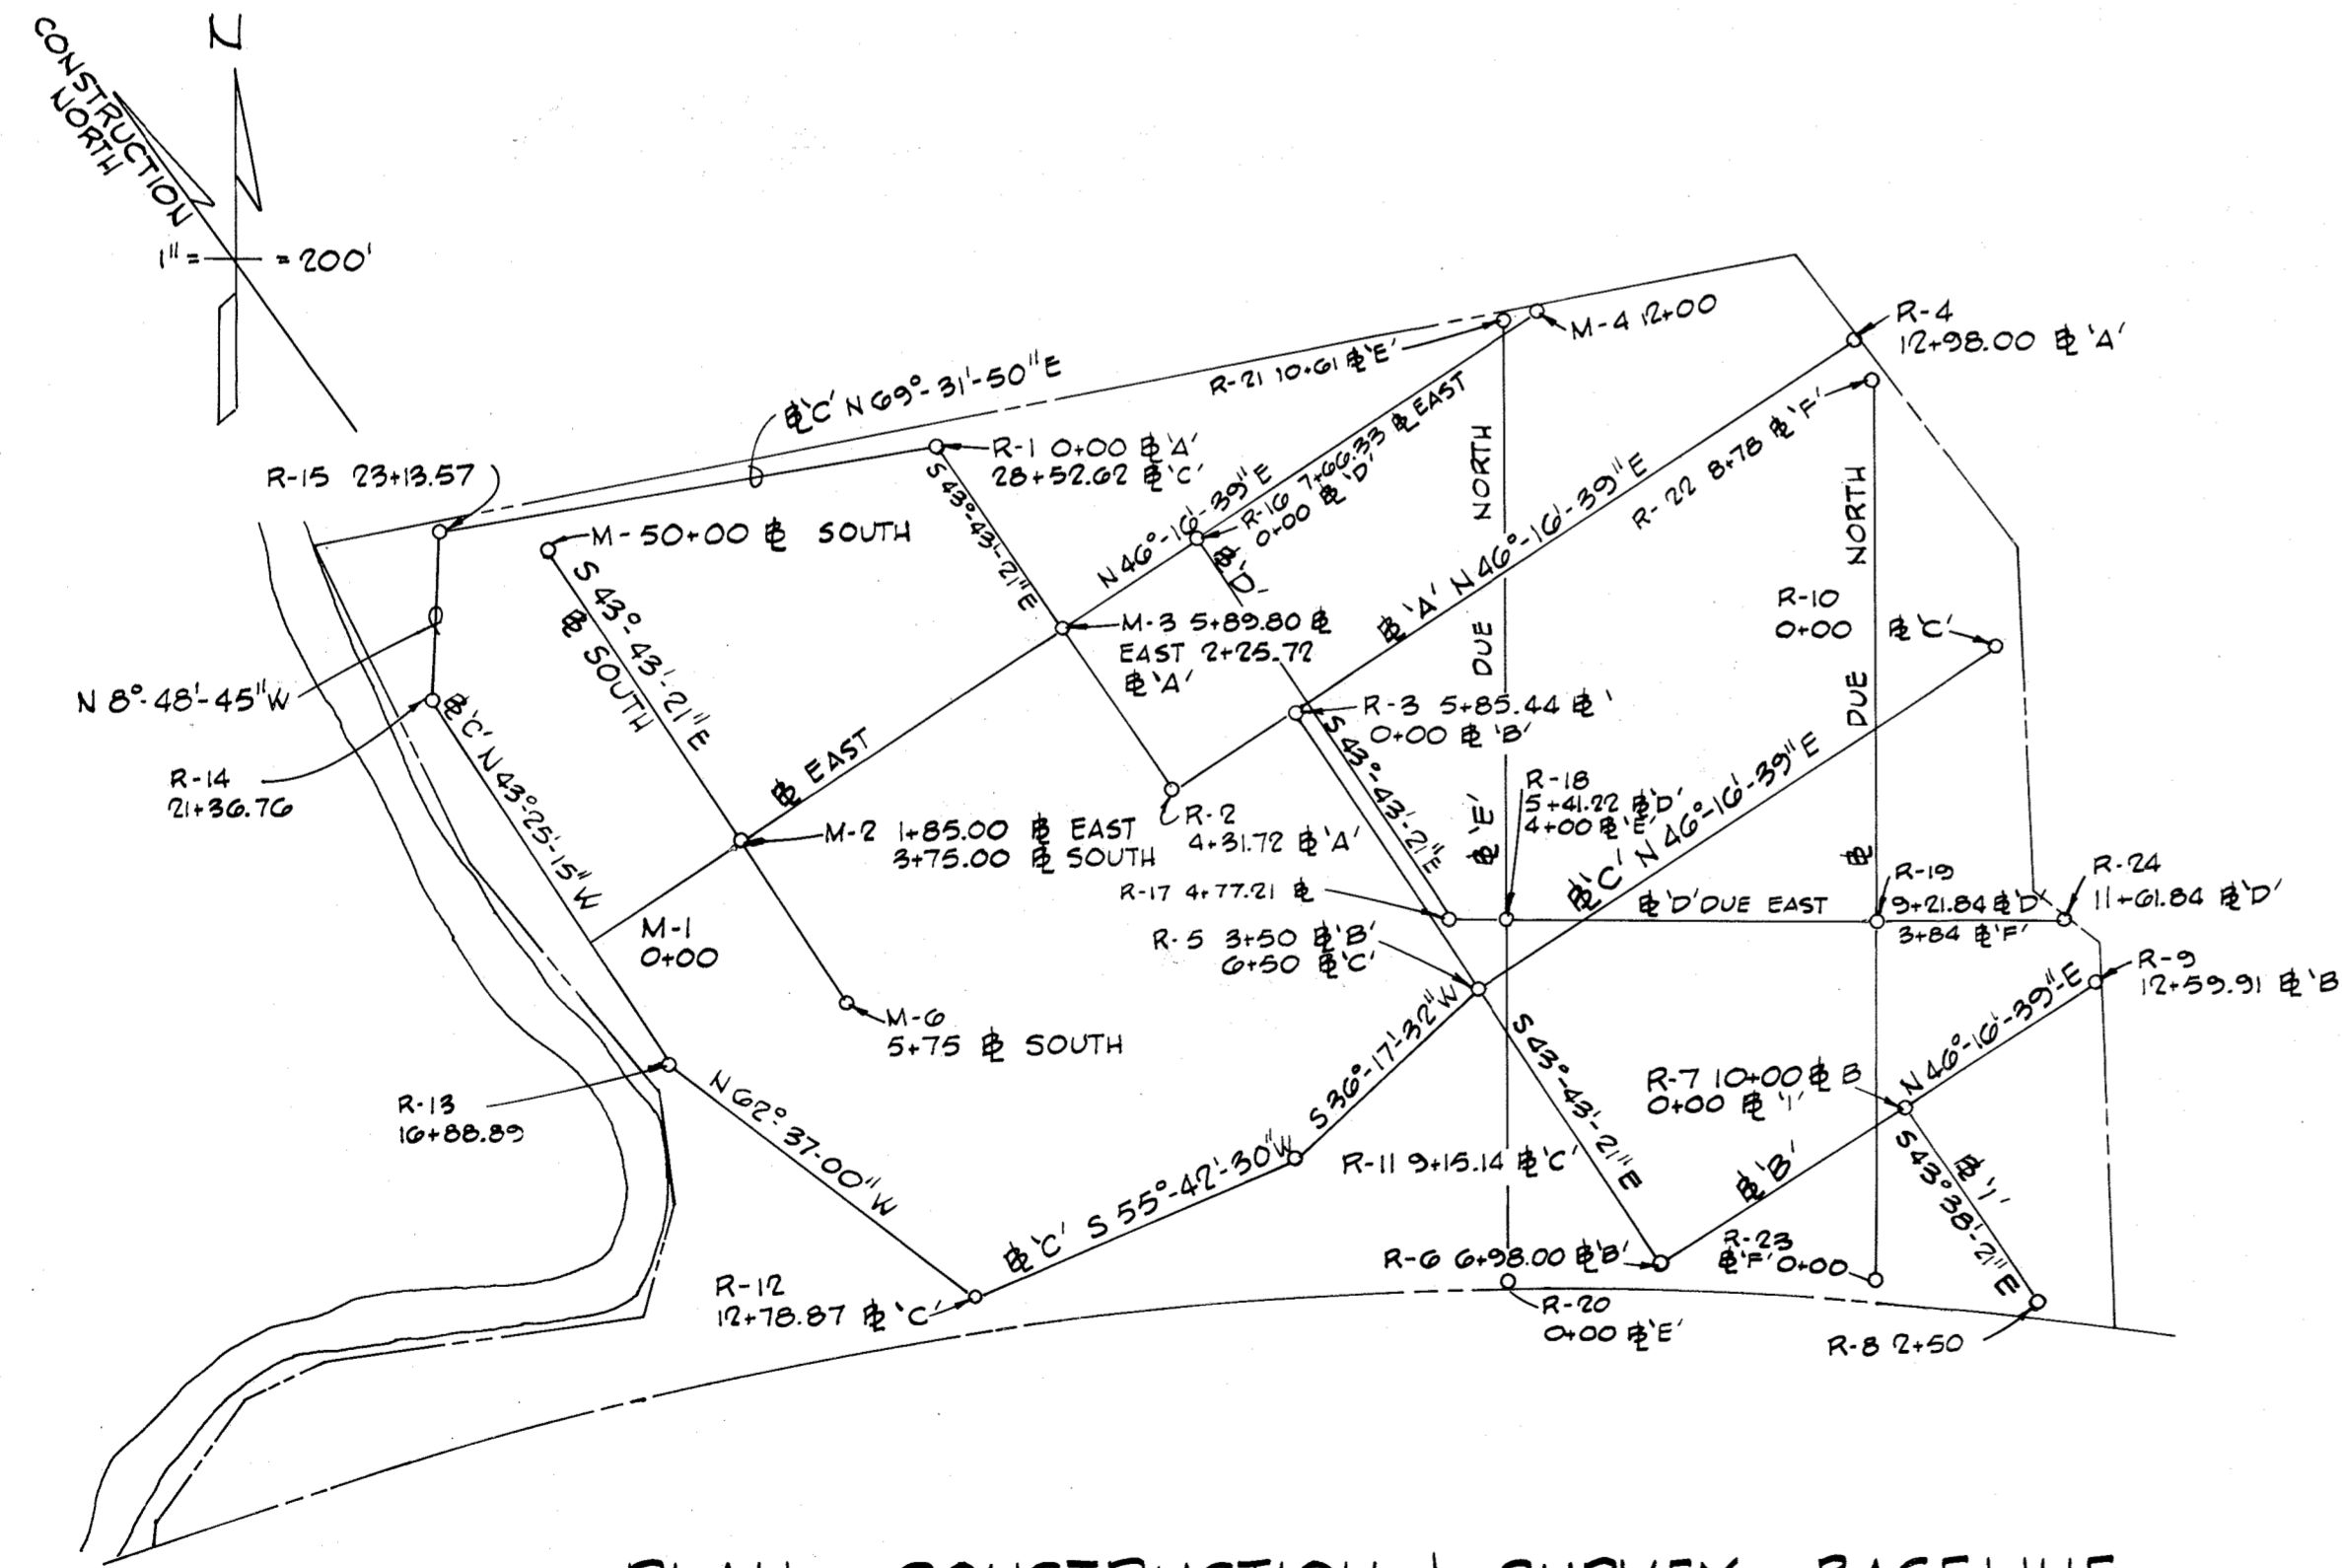 N
CONSTRUCTION
NORTH
1" = = 200'
R-15 23+13.57
℄'C' N 69°-31'-50"E
R-21 10+61 ℄'E'
M-4 12+00
R-4
12+98.00 ℄ 'A'
R-1 0+00 ℄ 'A'
28+52.62 ℄'C'
M-50+00 ℄ SOUTH
S 43°-43'-21"E
℄ SOUTH
S 43°-43'-21"E
N 46°-16'-39"E
R-16 7+66.33 ℄ EAST
0+00 ℄ 'D'
℄ 'D'
DUE NORTH
℄ 'E'
R-22 8+78 ℄ 'F'
℄ 'A' N 46°-16'-39"E
℄ DUE NORTH
R-10
0+00 ℄'C'
M-3 5+89.80 ℄
EAST 2+25.72
℄'A'
N 8°-48'-45"W
℄'C' N 43°-25'-15"W
R-14
21+36.76
℄ EAST
R-3 5+85.44 ℄ '
0+00 ℄ 'B'
S 43°-43'-21"E
M-2 1+85.00 ℄ EAST
3+75.00 ℄ SOUTH
R-2
4+31.72 ℄ 'A'
R-18
5+41.22 ℄'D'
4+00 ℄'E'
℄'C' N 46°-16'-39"E
R-17 4+77.21 ℄
℄'D' DUE EAST
R-19
9+21.84 ℄'D'
3+84 ℄'F'
R-24
11+61.84 ℄'D'
M-1
0+00
R-5 3+50 ℄'B'
6+50 ℄'C'
R-9
12+59.91 ℄ 'B
M-6
5+75 ℄ SOUTH
R-13
16+88.89
N 62°-37-00"W
S 36°-17'-32"W
S 43°-43'-21"E
R-7 10+00 ℄ B
0+00 ℄ '1'
N 46°-16'-39"E
℄'C' S 55°-42'-30"W
R-11 9+15.14 ℄'C'
℄'B'
℄'1'
S 43°38'-21"E
R-6 6+98.00 ℄'B'
R-23
℄'F' 0+00
R-12
12+78.87 ℄ 'C'
R-20
0+00 ℄'E'
R-8 2+50
PLAN - CONSTRUCTION & SURVEY BASELINE